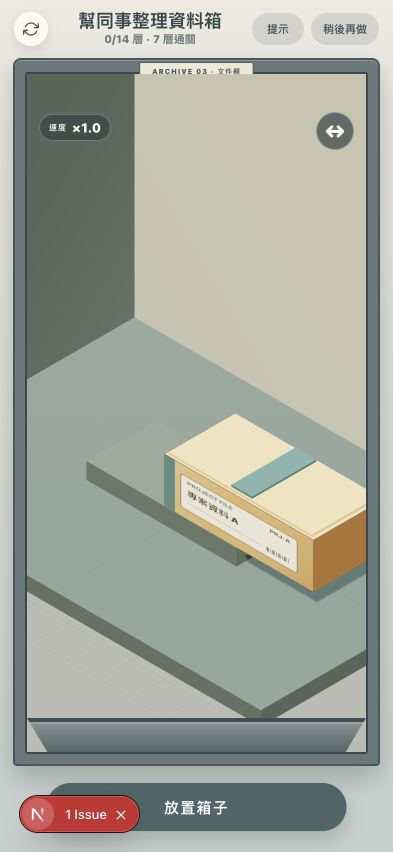 幫同事整理資料箱
0/14 層 · 7 層通關
提示
稍後再做
ARCHIVE 03 · 文件櫃
速度 ×1.0
PROJECT FILE
專案資料 A
PRJ-A
放置箱子
1 Issue